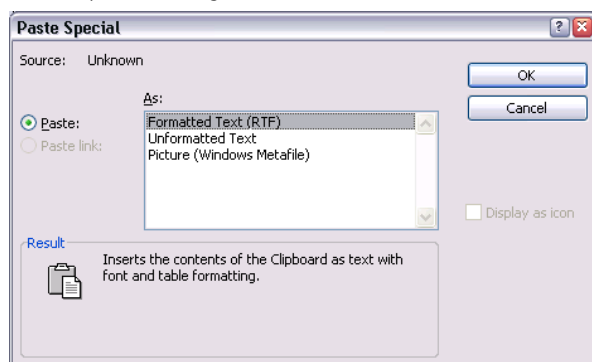 Paste Special
Source: Unknown
OK
Cancel
As:
Paste:
Paste link:
Formatted Text (RTF)
Unformatted Text
Picture (Windows Metafile)
Display as icon
Result
Inserts the contents of the Clipboard as text with
font and table formatting.